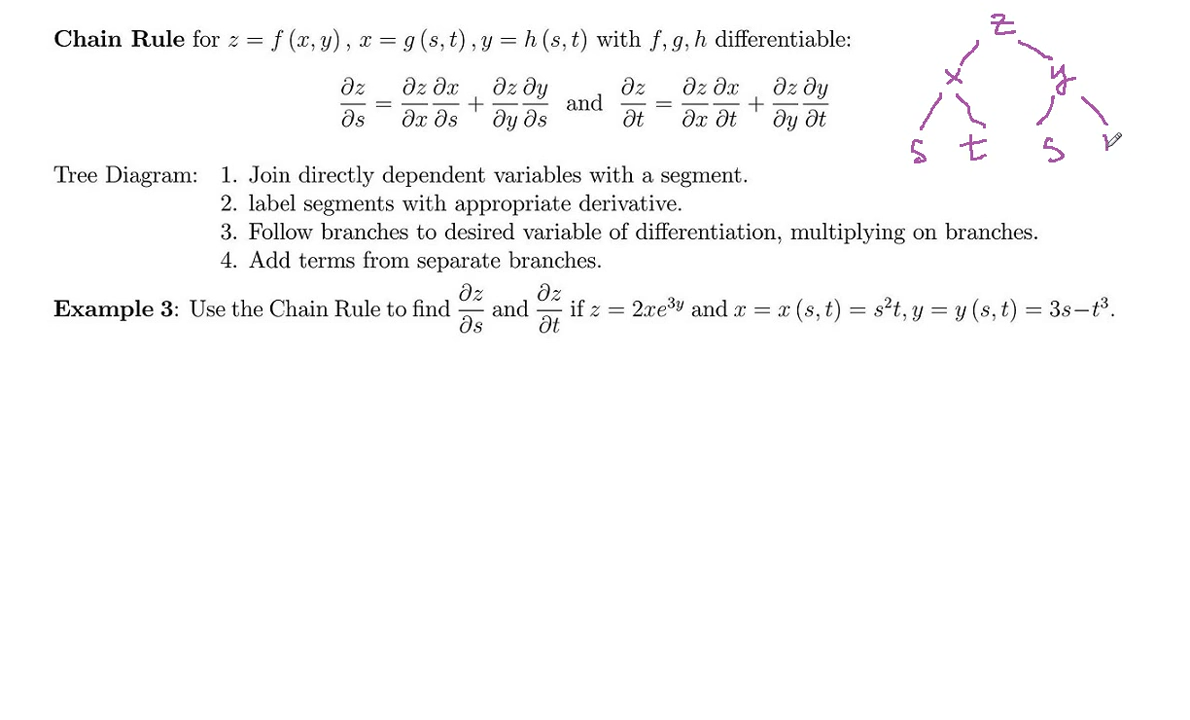 Chain Rule for z = f (x, y) , x = g (s, t) , y = h (s, t) with f, g, h differentiable:
∂z/∂s = ∂z/∂x ∂x/∂s + ∂z/∂y ∂y/∂s and ∂z/∂t = ∂z/∂x ∂x/∂t + ∂z/∂y ∂y/∂t
z
x y
s t s
Tree Diagram: 1. Join directly dependent variables with a segment.
2. label segments with appropriate derivative.
3. Follow branches to desired variable of differentiation, multiplying on branches.
4. Add terms from separate branches.
Example 3: Use the Chain Rule to find ∂z/∂s and ∂z/∂t if z = 2xe³ʸ and x = x (s, t) = s²t, y = y (s, t) = 3s−t³.